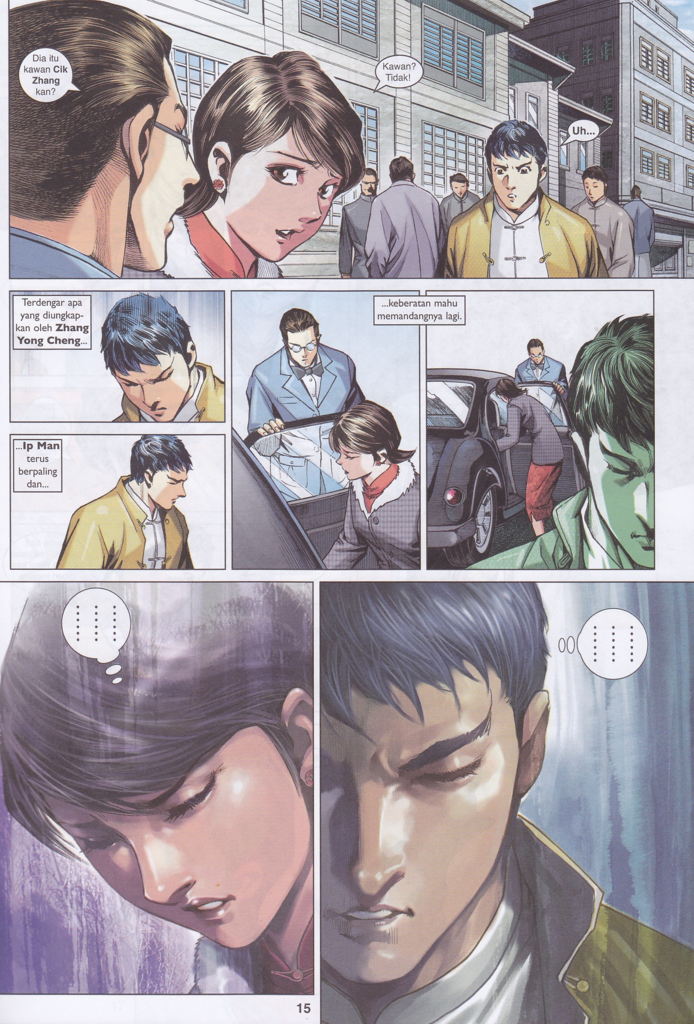 Dia itu
kawan Cik
Zhang
kan?
Kawan?
Tidak!
Uh...
Terdengar apa
yang diungkap-
kan oleh Zhang
Yong Cheng...
...Ip Man
terus
berpaling
dan...
...keberatan mahu
memandangnya lagi.
15